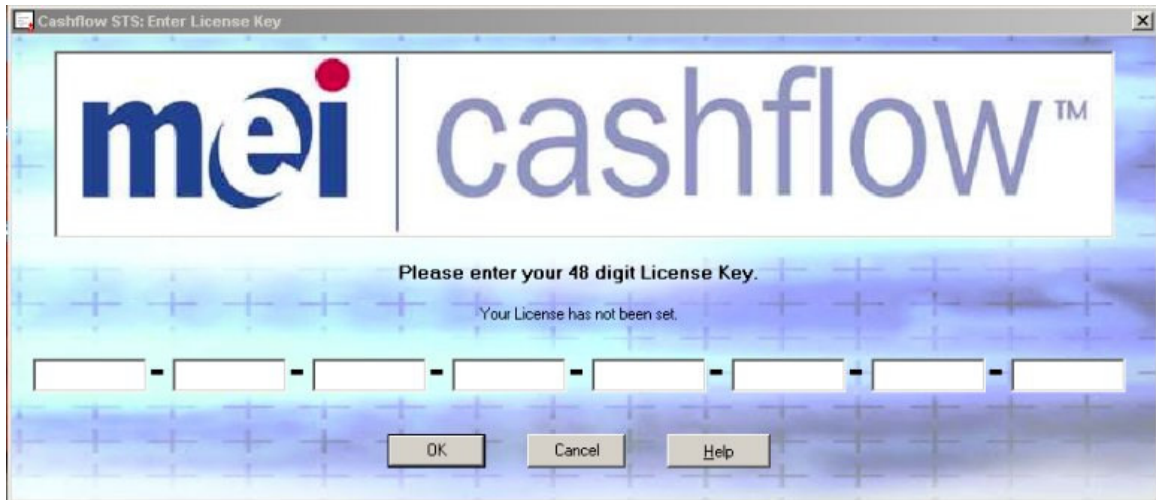 Cashflow STS: Enter License Key
mei cashflow™
Please enter your 48 digit License Key.
Your License has not been set.
- - - - - - -
OK Cancel Help